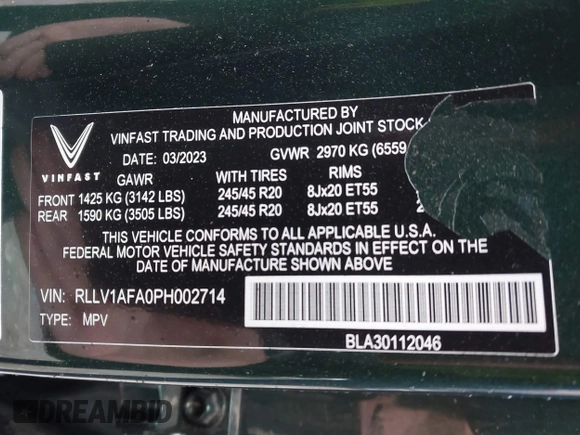 MANUFACTURED BY
VINFAST TRADING AND PRODUCTION JOINT STOCK
VINFAST
DATE: 03/2023 GVWR 2970 KG (6559
GAWR WITH TIRES RIMS
FRONT 1425 KG (3142 LBS) 245/45 R20 8Jx20 ET55
REAR 1590 KG (3505 LBS) 245/45 R20 8Jx20 ET55
THIS VEHICLE CONFORMS TO ALL APPLICABLE U.S.A.
FEDERAL MOTOR VEHICLE SAFETY STANDARDS IN EFFECT ON THE
DATE OF MANUFACTURE SHOWN ABOVE
VIN: RLLV1AFA0PH002714
TYPE: MPV
BLA30112046
DREAMBID